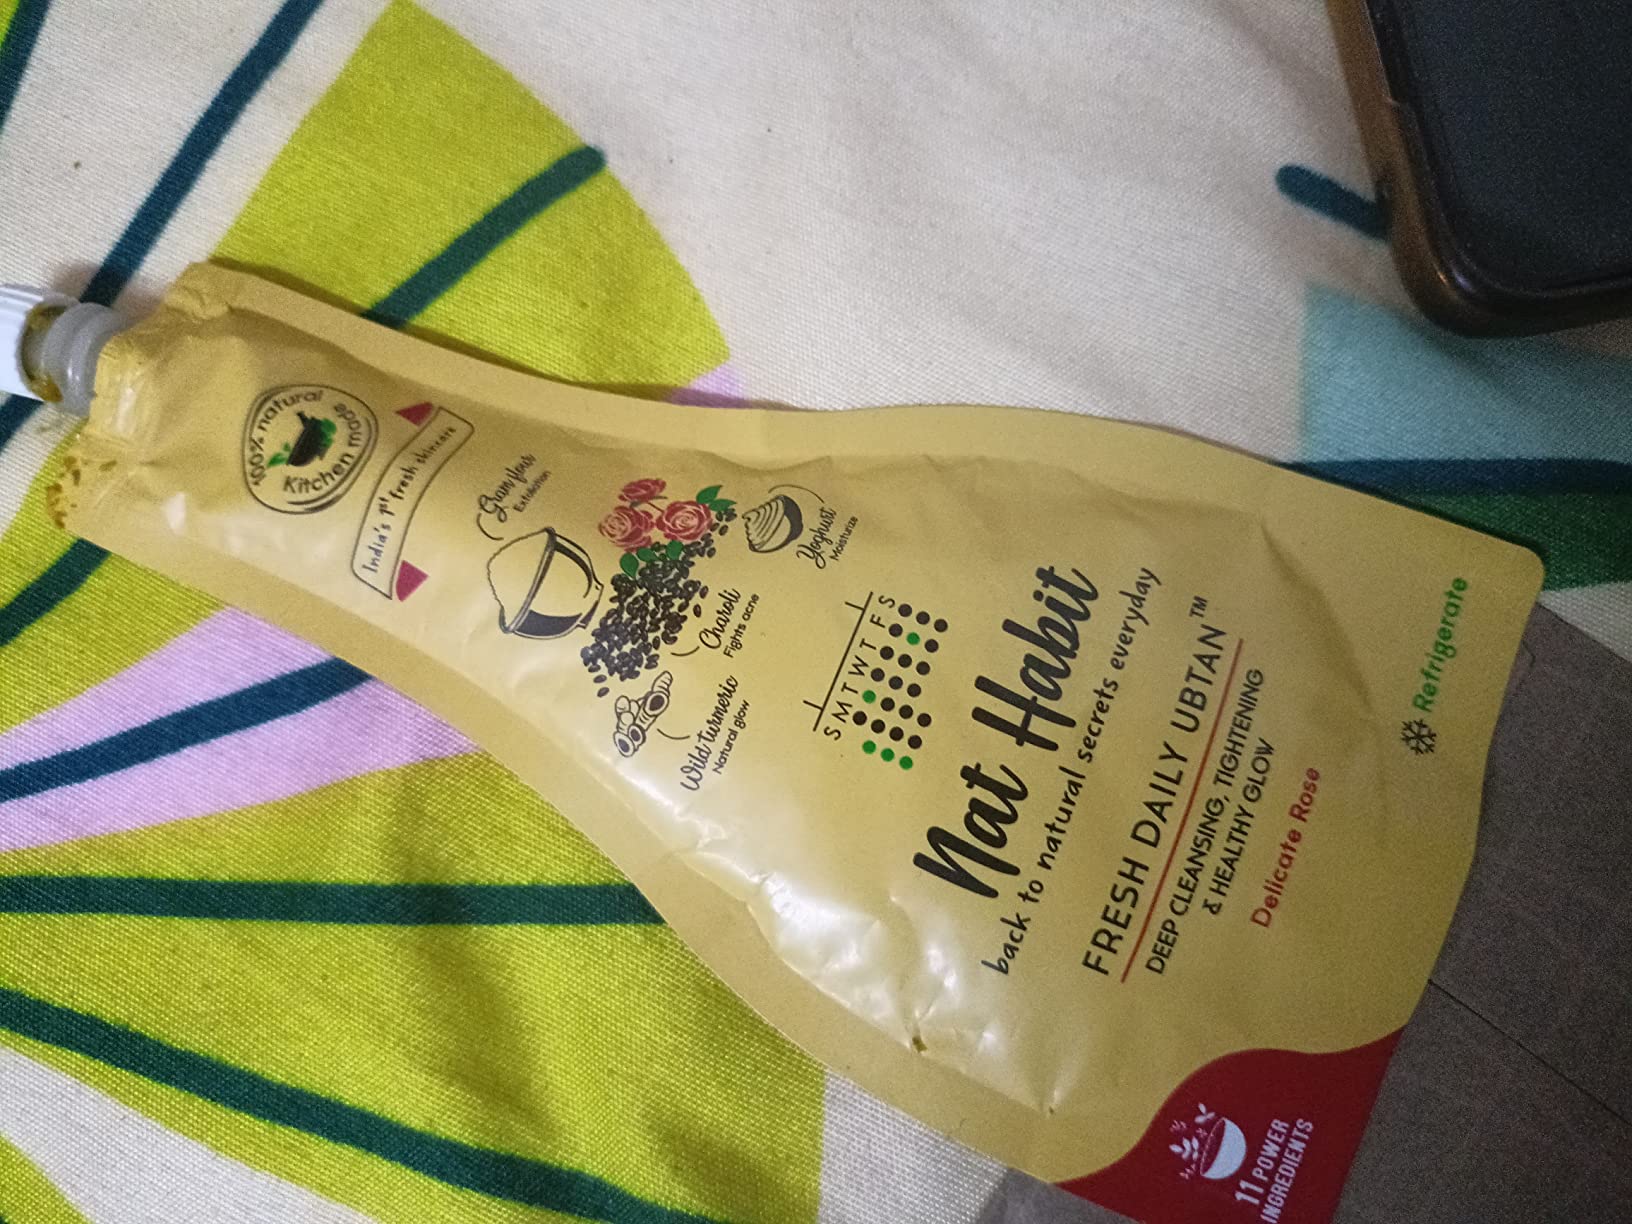 100% natural
Kitchen made
India's 1st fresh skincare
Gram flour
Exfoliation
Yoghurt
Moisturize
Charoli
Fights acne
Wild turmeric
Natural glow
S M T W T F S
Nat Habit
back to natural secrets everyday
FRESH DAILY UBTAN™
DEEP CLEANSING, TIGHTENING
& HEALTHY GLOW
Delicate Rose
Refrigerate
11 POWER
INGREDIENTS